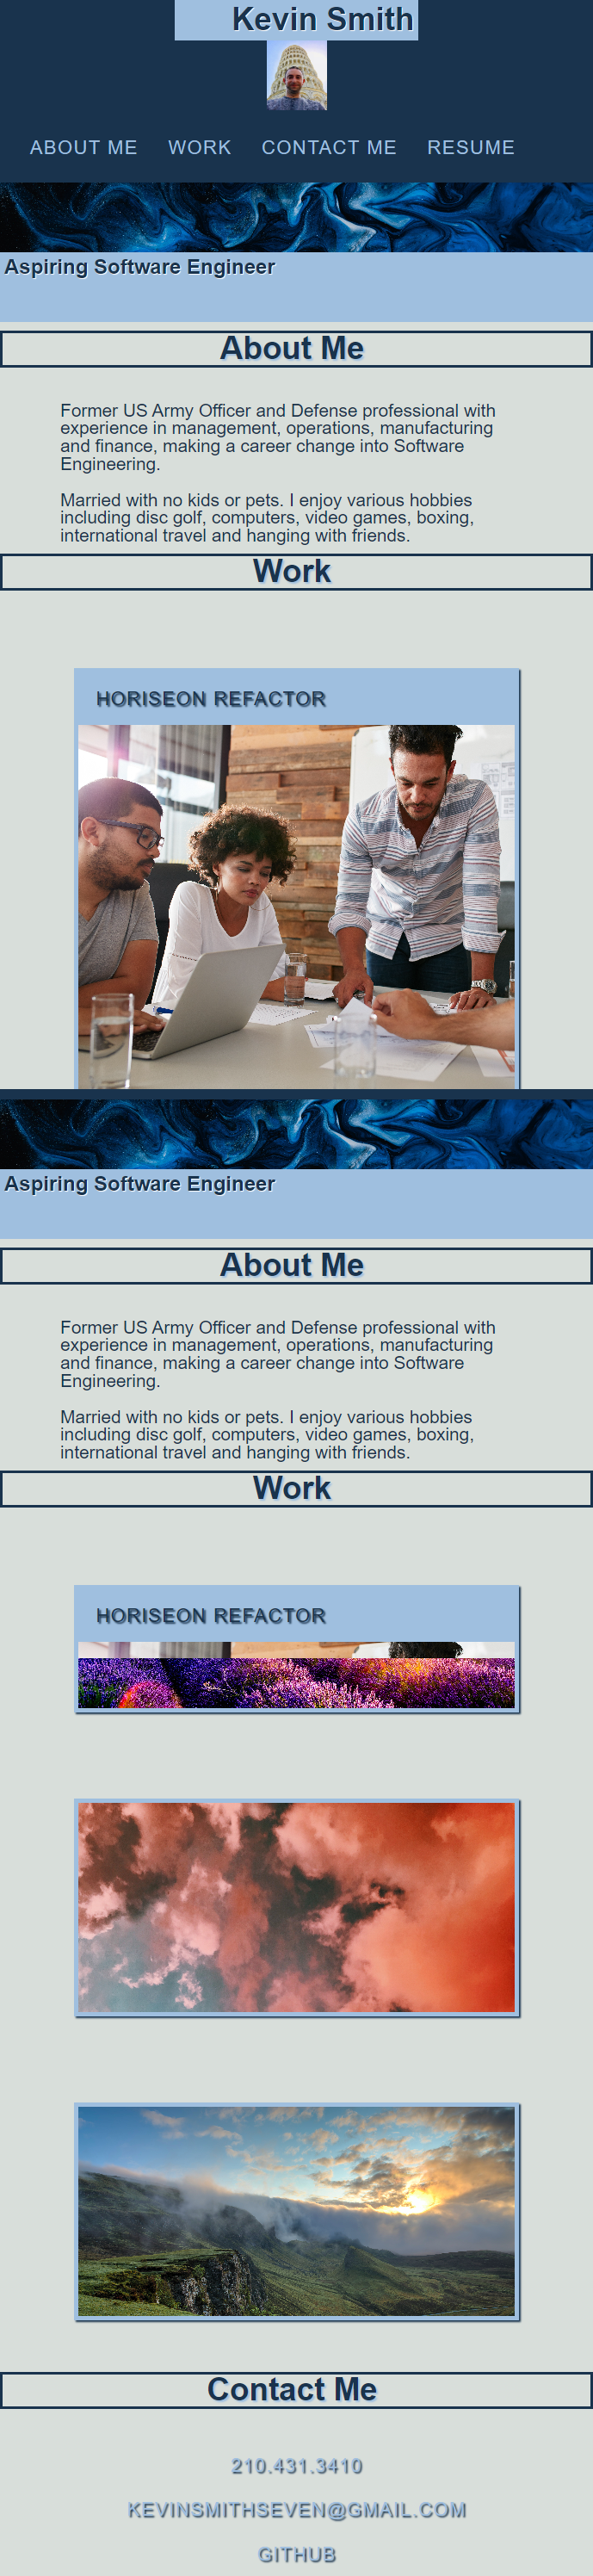 Kevin Smith
ABOUT ME WORK CONTACT ME RESUME
Aspiring Software Engineer
About Me
Former US Army Officer and Defense professional with
experience in management, operations, manufacturing
and finance, making a career change into Software
Engineering.
Married with no kids or pets. I enjoy various hobbies
including disc golf, computers, video games, boxing,
international travel and hanging with friends.
Work
HORISEON REFACTOR
Aspiring Software Engineer
About Me
Former US Army Officer and Defense professional with
experience in management, operations, manufacturing
and finance, making a career change into Software
Engineering.
Married with no kids or pets. I enjoy various hobbies
including disc golf, computers, video games, boxing,
international travel and hanging with friends.
Work
HORISEON REFACTOR
Contact Me
210.431.3410
KEVINSMITHSEVEN@GMAIL.COM
GITHUB